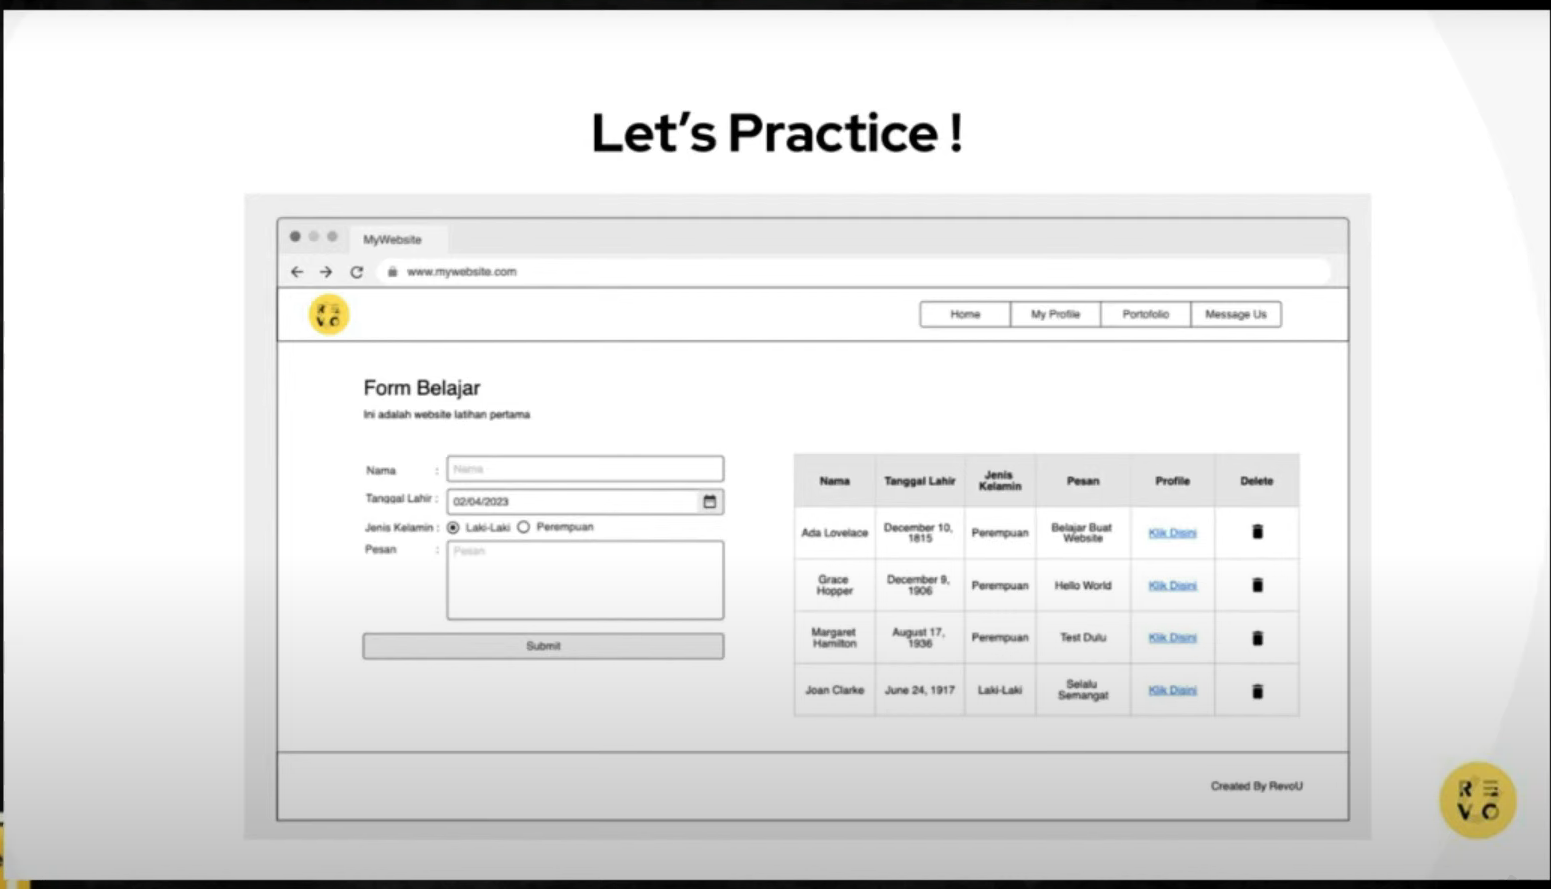 Let's Practice !
MyWebsite
www.mywebsite.com
RE
VO
Home
My Profile
Portofolio
Message Us
Form Belajar
Ini adalah website latihan pertama
Nama :
Nama
Tanggal Lahir :
02/04/2023
Jenis Kelamin :
Laki-Laki
Perempuan
Pesan :
Pesan
Submit
Nama
Tanggal Lahir
Jenis
Kelamin
Pesan
Profile
Delete
Ada Lovelace
December 10,
1815
Perempuan
Belajar Buat
Website
Klik Disini
Grace
Hopper
December 9,
1906
Perempuan
Hello World
Klik Disini
Margaret
Hamilton
August 17,
1936
Perempuan
Test Dulu
Klik Disini
Joan Clarke
June 24, 1917
Laki-Laki
Selalu
Semangat
Klik Disini
Created By RevoU
RE
VO